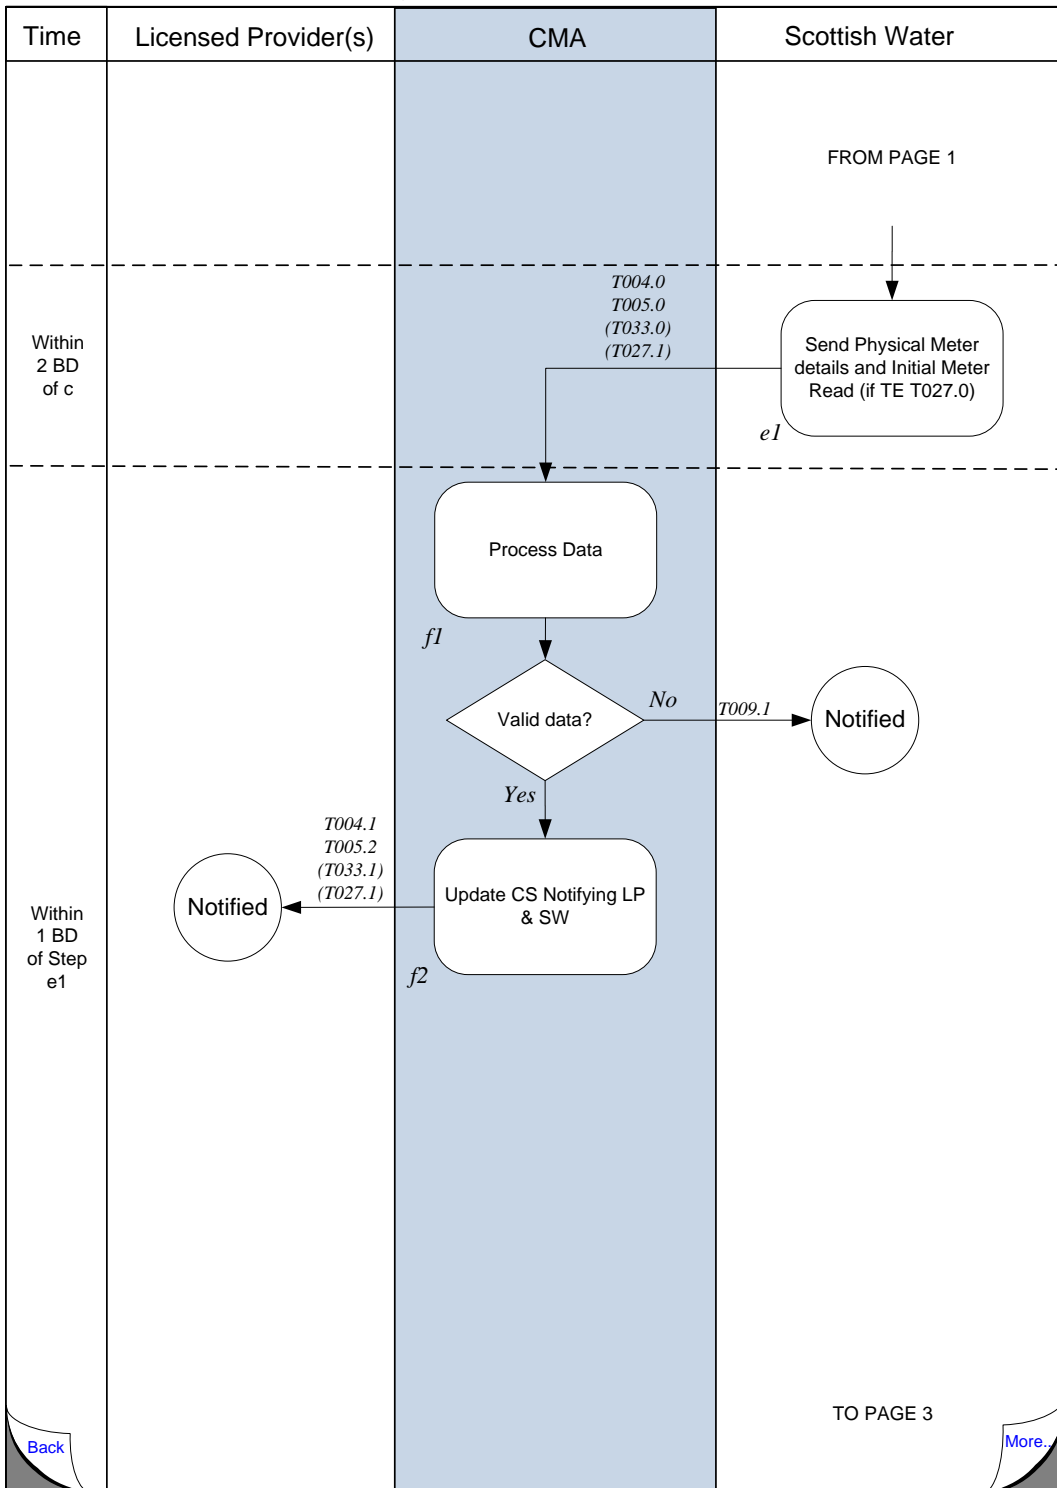 Time
Licensed Provider(s)
CMA
Scottish Water
FROM PAGE 1
Within
2 BD
of c
T004.0
T005.0
(T033.0)
(T027.1)
Send Physical Meter
details and Initial Meter
Read (if TE T027.0)
e1
Process Data
f1
Valid data?
No
T009.1
Notified
Yes
Within
1 BD
of Step
e1
T004.1
T005.2
(T033.1)
(T027.1)
Notified
Update CS Notifying LP
& SW
f2
TO PAGE 3
Back
More..